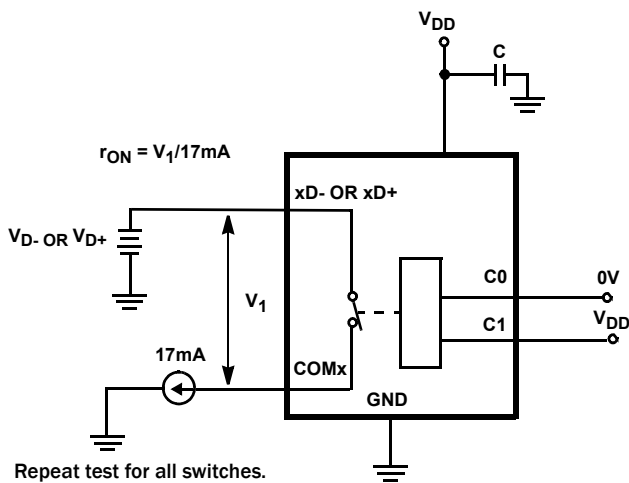 VDD
C
rON = V1/17mA
xD- OR xD+
VD- OR VD+
V1
C0
0V
C1
VDD
17mA
COMx
GND
Repeat test for all switches.